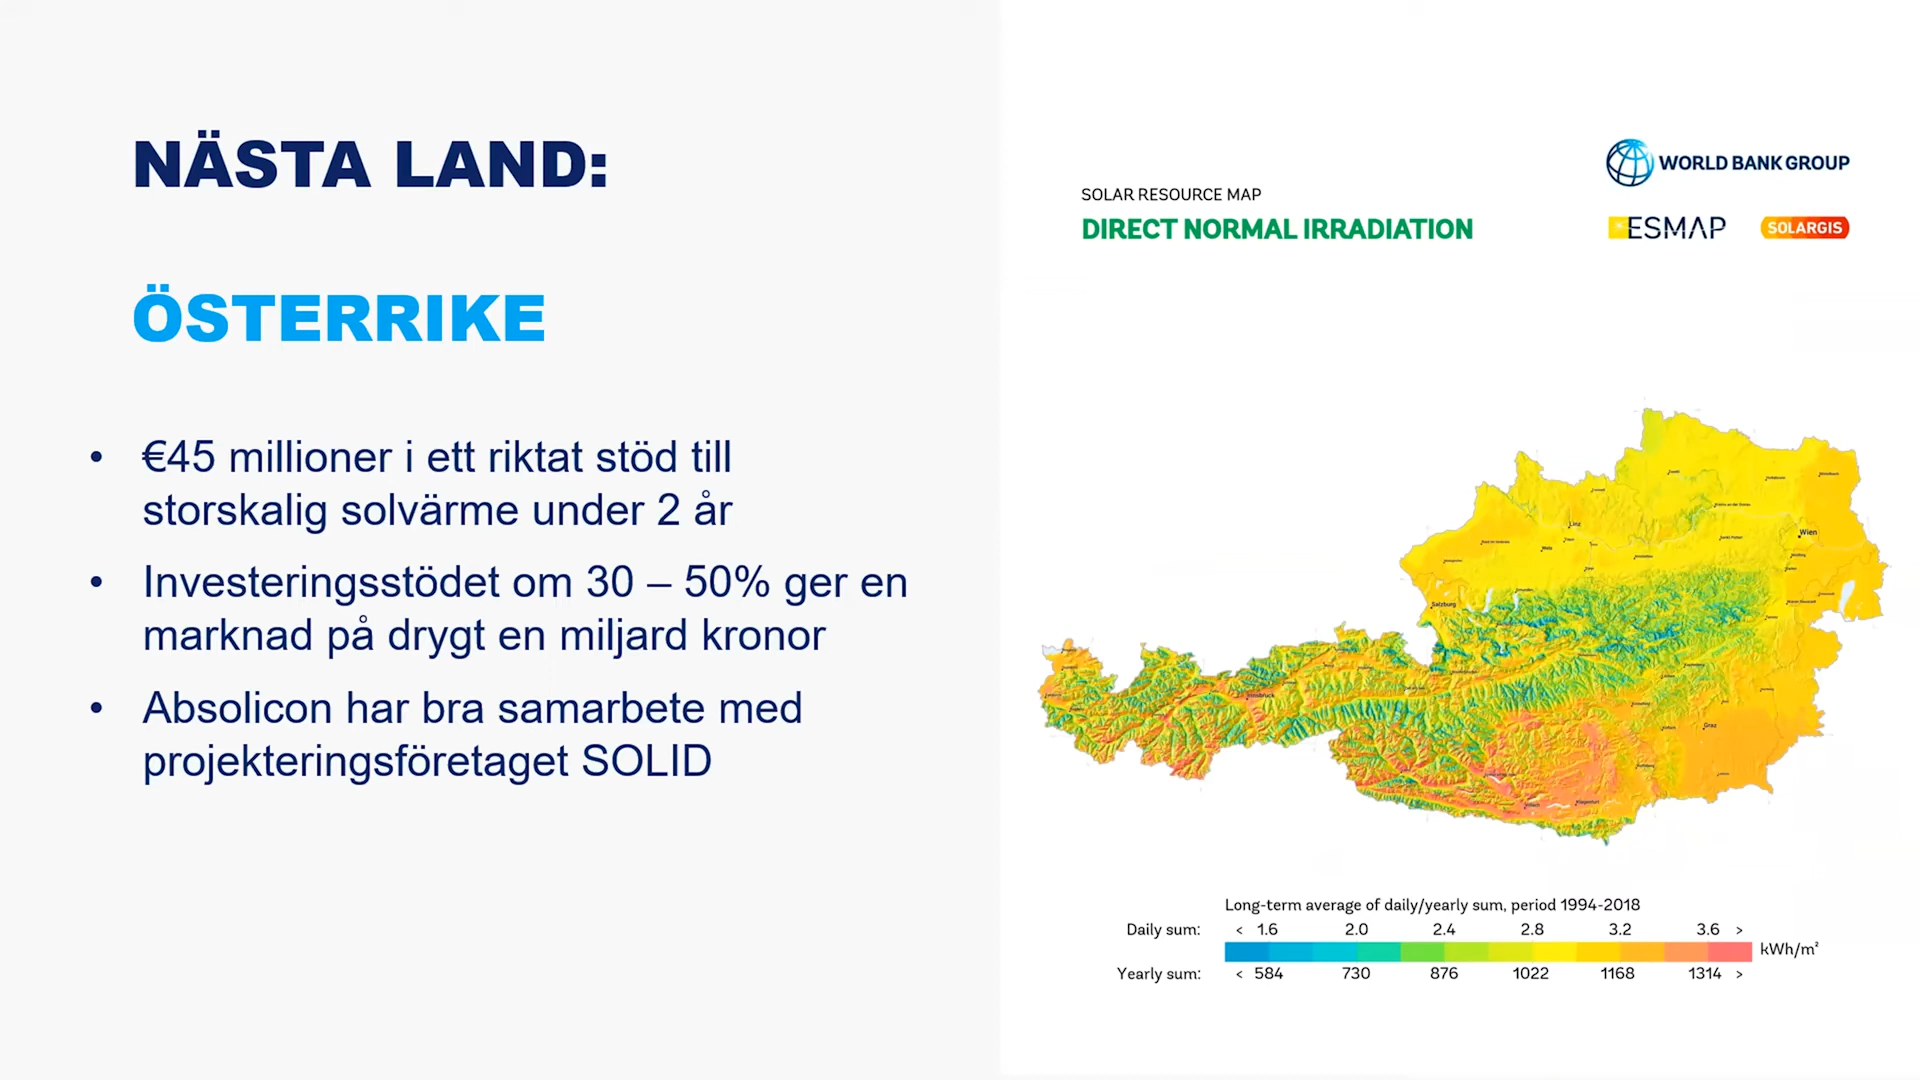 NÄSTA LAND:
ÖSTERRIKE
• €45 millioner i ett riktat stöd till
storskalig solvärme under 2 år
• Investeringsstödet om 30 – 50% ger en
marknad på drygt en miljard kronor
• Absolicon har bra samarbete med
projekteringsföretaget SOLID
WORLD BANK GROUP
SOLAR RESOURCE MAP
DIRECT NORMAL IRRADIATION
ESMAP
SOLARGIS
Linz
Wien
Wels
Salzburg
Innsbruck
Graz
Villach
Klagenfurt
Long-term average of daily/yearly sum, period 1994-2018
Daily sum: < 1.6 2.0 2.4 2.8 3.2 3.6 >
kWh/m²
Yearly sum: < 584 730 876 1022 1168 1314 >